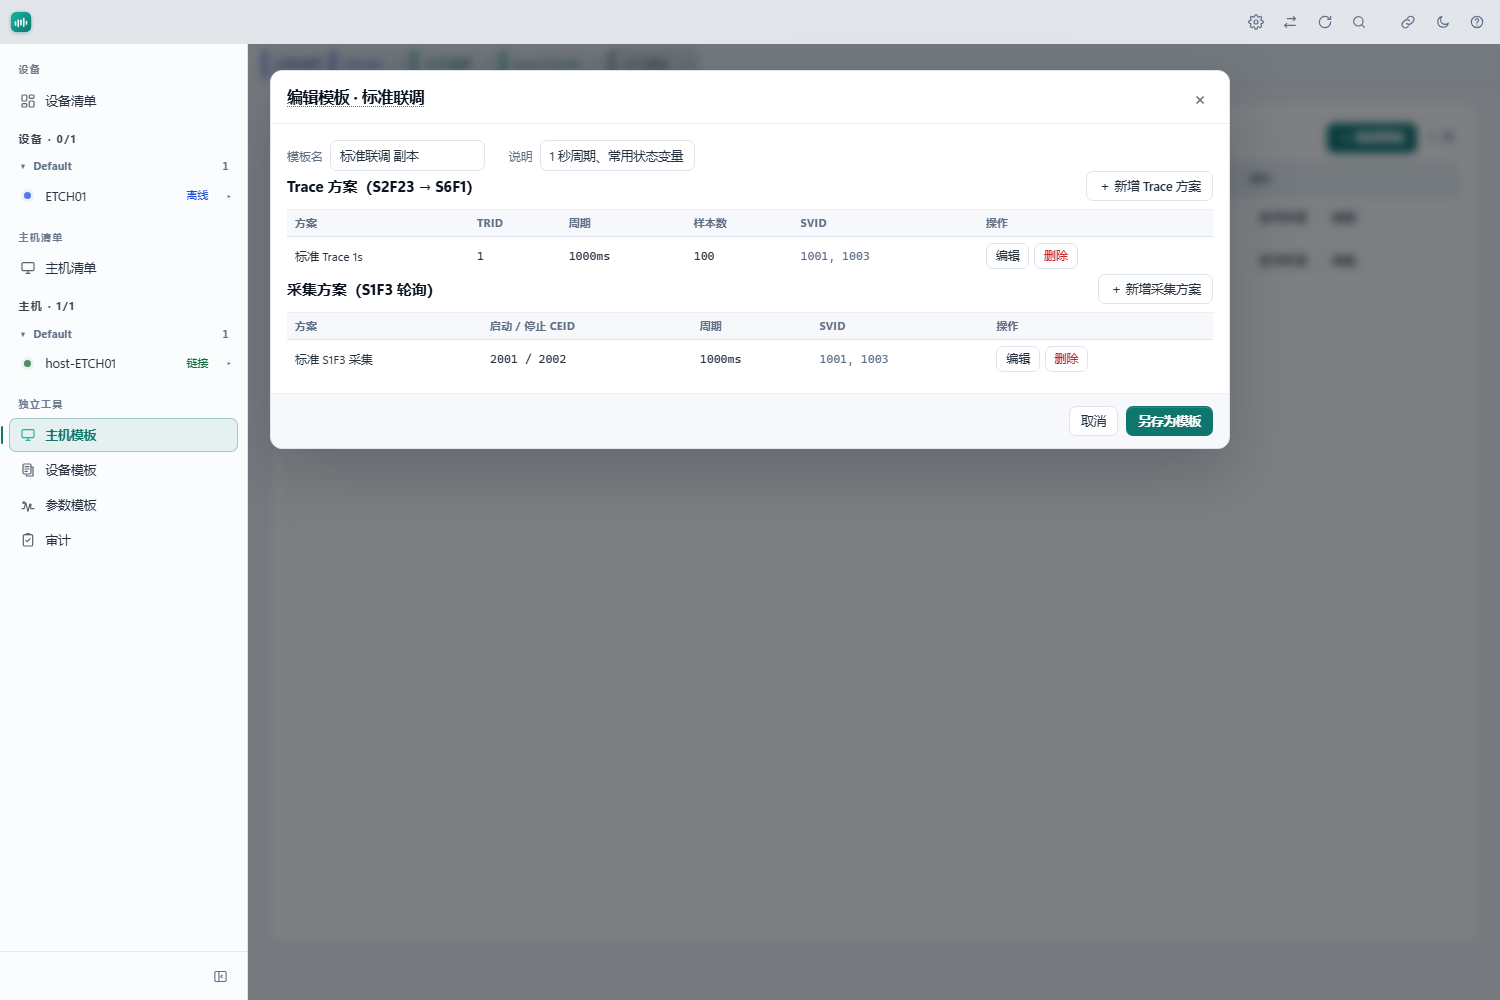 设备
设备清单
设备 · 0/1
Default 1
ETCH01 离线
主机清单
主机清单
主机 · 1/1
Default 1
host-ETCH01 链接
独立工具
主机模板
设备模板
参数模板
审计
编辑模板 · 标准联调
模板名 标准联调 副本 说明 1 秒周期、常用状态变量
Trace 方案（S2F23 → S6F1） ＋ 新增 Trace 方案
方案 TRID 周期 样本数 SVID 操作
标准 Trace 1s 1 1000ms 100 1001, 1003 编辑 删除
采集方案（S1F3 轮询） ＋ 新增采集方案
方案 启动 / 停止 CEID 周期 SVID 操作
标准 S1F3 采集 2001 / 2002 1000ms 1001, 1003 编辑 删除
取消 另存为模板